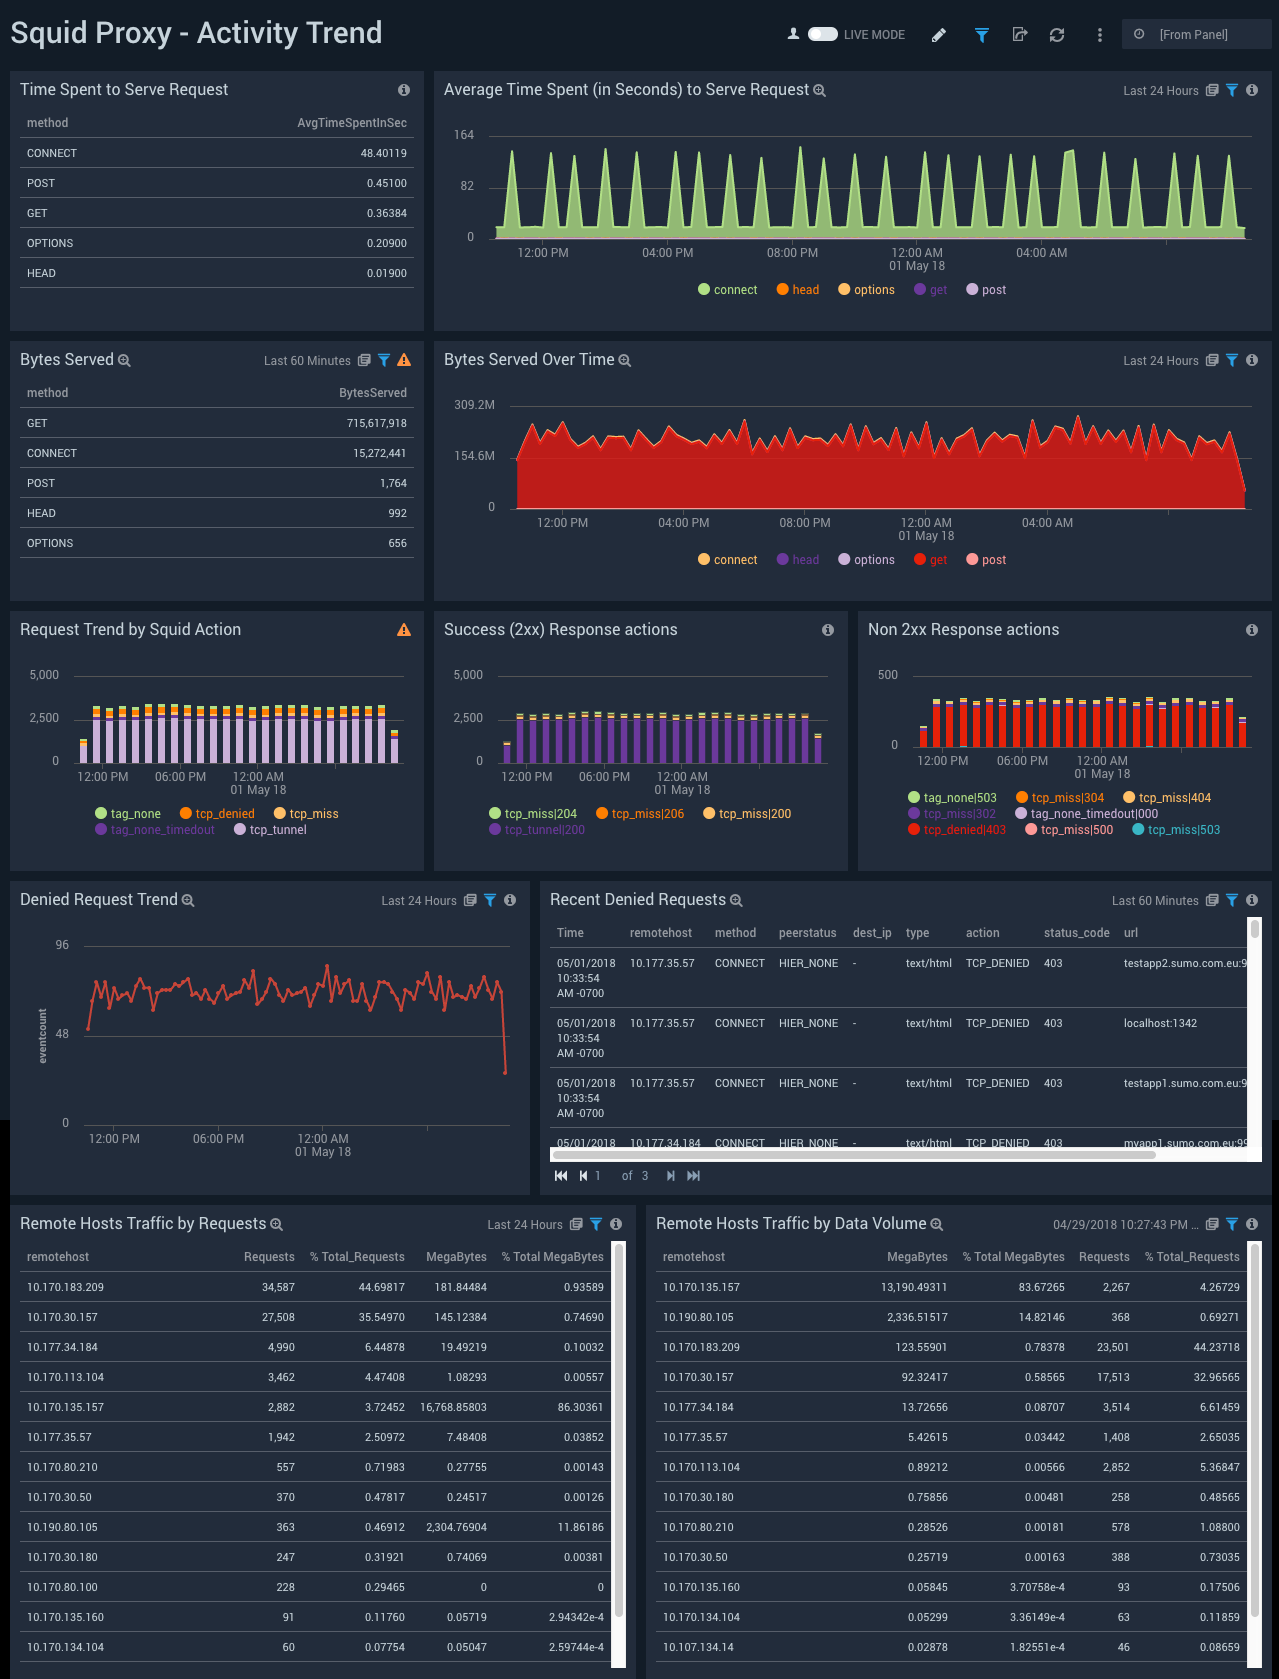 Squid Proxy - Activity Trend
LIVE MODE
[From Panel]
Time Spent to Serve Request
method AvgTimeSpentInSec
CONNECT 48.40119
POST 0.45100
GET 0.36384
OPTIONS 0.20900
HEAD 0.01900
Average Time Spent (in Seconds) to Serve Request
Last 24 Hours
164
82
0
12:00 PM 04:00 PM 08:00 PM 12:00 AM 04:00 AM
01 May 18
connect head options get post
Bytes Served
Last 60 Minutes
method BytesServed
GET 715,617,918
CONNECT 15,272,441
POST 1,764
HEAD 992
OPTIONS 656
Bytes Served Over Time
Last 24 Hours
309.2M
154.6M
0
12:00 PM 04:00 PM 08:00 PM 12:00 AM 04:00 AM
01 May 18
connect head options get post
Request Trend by Squid Action
5,000
2,500
0
12:00 PM 06:00 PM 12:00 AM
01 May 18
tag_none tcp_denied tcp_miss
tag_none_timedout tcp_tunnel
Success (2xx) Response actions
5,000
2,500
0
12:00 PM 06:00 PM 12:00 AM
01 May 18
tcp_miss|204 tcp_miss|206 tcp_miss|200
tcp_tunnel|200
Non 2xx Response actions
500
0
12:00 PM 06:00 PM 12:00 AM
01 May 18
tag_none|503 tcp_miss|304 tcp_miss|404
tcp_miss|302 tag_none_timedout|000
tcp_denied|403 tcp_miss|500 tcp_miss|503
Denied Request Trend
Last 24 Hours
96
48
0
eventcount
12:00 PM 06:00 PM 12:00 AM
01 May 18
Recent Denied Requests
Last 60 Minutes
Time remotehost method peerstatus dest_ip type action status_code url
05/01/2018 10.177.35.57 CONNECT HIER_NONE - text/html TCP_DENIED 403 testapp2.sumo.com.eu:9
10:33:54
AM -0700
05/01/2018 10.177.35.57 CONNECT HIER_NONE - text/html TCP_DENIED 403 localhost:1342
10:33:54
AM -0700
05/01/2018 10.177.35.57 CONNECT HIER_NONE - text/html TCP_DENIED 403 testapp1.sumo.com.eu:9
10:33:54
AM -0700
05/01/2018 10.177.34.184 CONNECT HIER_NONE - text/html TCP_DENIED 403 myapp1.sumo.com.eu:99
1 of 3
Remote Hosts Traffic by Requests
Last 24 Hours
remotehost Requests % Total_Requests MegaBytes % Total MegaBytes
10.170.183.209 34,587 44.69817 181.84484 0.93589
10.170.30.157 27,508 35.54970 145.12384 0.74690
10.177.34.184 4,990 6.44878 19.49219 0.10032
10.170.113.104 3,462 4.47408 1.08293 0.00557
10.170.135.157 2,882 3.72452 16,768.85803 86.30361
10.177.35.57 1,942 2.50972 7.48408 0.03852
10.170.80.210 557 0.71983 0.27755 0.00143
10.170.30.50 370 0.47817 0.24517 0.00126
10.190.80.105 363 0.46912 2,304.76904 11.86186
10.170.30.180 247 0.31921 0.74069 0.00381
10.170.80.100 228 0.29465 0 0
10.170.135.160 91 0.11760 0.05719 2.94342e-4
10.170.134.104 60 0.07754 0.05047 2.59744e-4
Remote Hosts Traffic by Data Volume
04/29/2018 10:27:43 PM ...
remotehost MegaBytes % Total MegaBytes Requests % Total_Requests
10.170.135.157 13,190.49311 83.67265 2,267 4.26729
10.190.80.105 2,336.51517 14.82146 368 0.69271
10.170.183.209 123.55901 0.78378 23,501 44.23718
10.170.30.157 92.32417 0.58565 17,513 32.96565
10.177.34.184 13.72656 0.08707 3,514 6.61459
10.177.35.57 5.42615 0.03442 1,408 2.65035
10.170.113.104 0.89212 0.00566 2,852 5.36847
10.170.30.180 0.75856 0.00481 258 0.48565
10.170.80.210 0.28526 0.00181 578 1.08800
10.170.30.50 0.25719 0.00163 388 0.73035
10.170.135.160 0.05845 3.70758e-4 93 0.17506
10.170.134.104 0.05299 3.36149e-4 63 0.11859
10.107.134.14 0.02878 1.82551e-4 46 0.08659